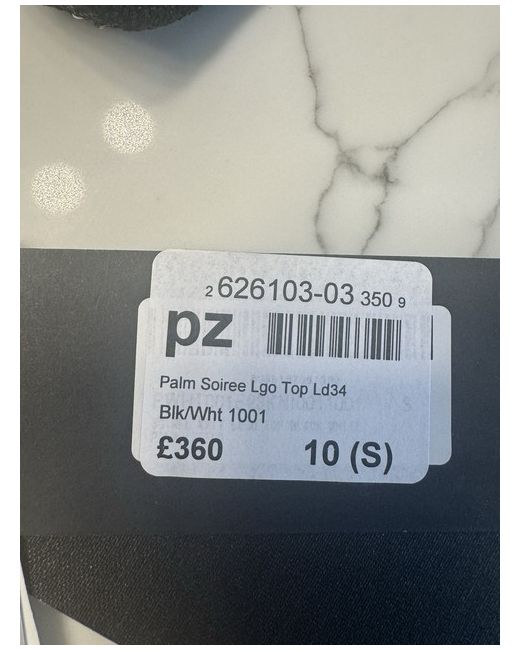 2 626103-03 350 9
pz
Palm Soiree Lgo Top Ld34
Blk/Wht 1001
£360 10 (S)